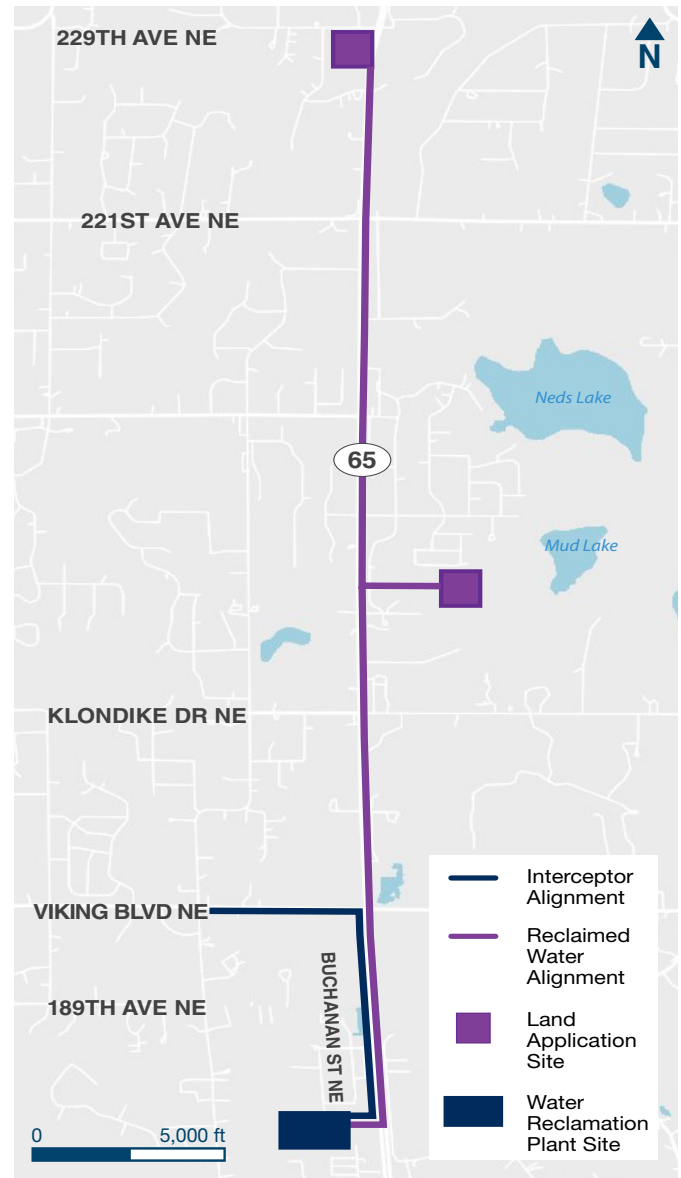 229TH AVE NE
N
221ST AVE NE
Neds Lake
65
Mud Lake
KLONDIKE DR NE
VIKING BLVD NE
BUCHANAN ST NE
189TH AVE NE
0 5,000 ft
Interceptor
Alignment
Reclaimed
Water
Alignment
Land
Application
Site
Water
Reclamation
Plant Site